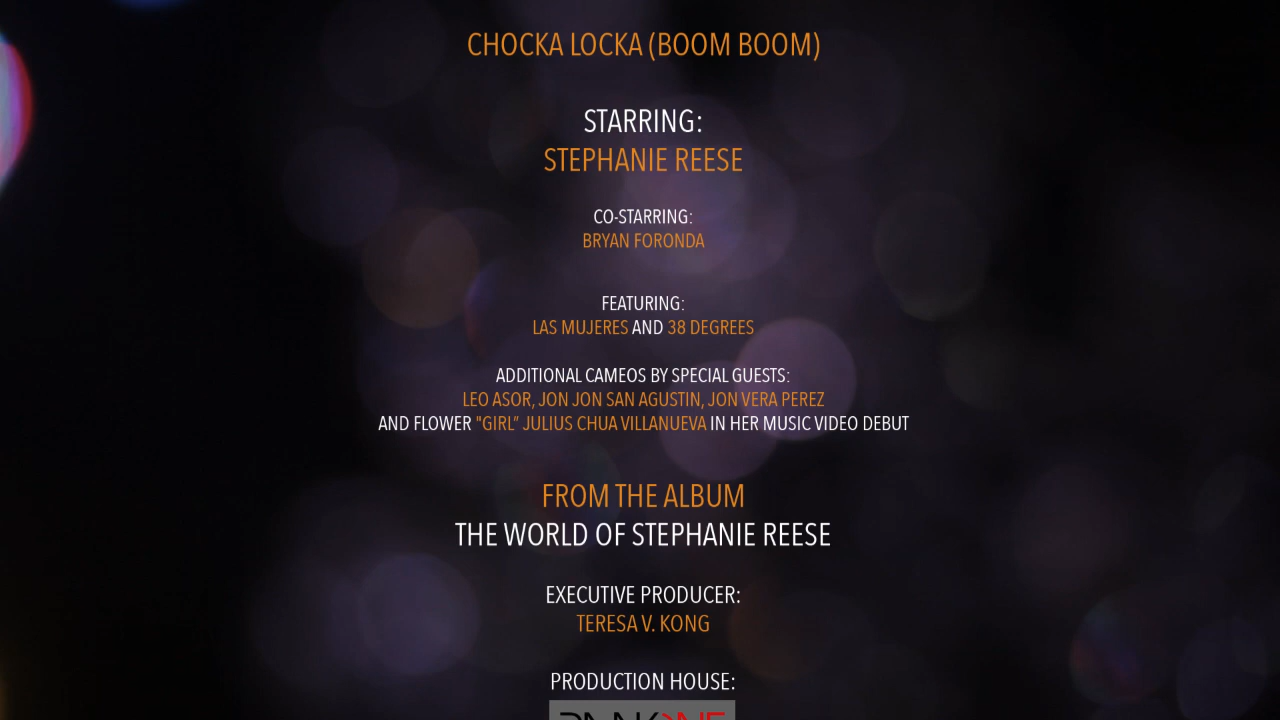 CHOCKA LOCKA (BOOM BOOM)
STARRING:
STEPHANIE REESE
CO-STARRING:
BRYAN FORONDA
FEATURING:
LAS MUJERES AND 38 DEGREES
ADDITIONAL CAMEOS BY SPECIAL GUESTS:
LEO ASOR, JON JON SAN AGUSTIN, JON VERA PEREZ
AND FLOWER "GIRL” JULIUS CHUA VILLANUEVA IN HER MUSIC VIDEO DEBUT
FROM THE ALBUM
THE WORLD OF STEPHANIE REESE
EXECUTIVE PRODUCER:
TERESA V. KONG
PRODUCTION HOUSE: